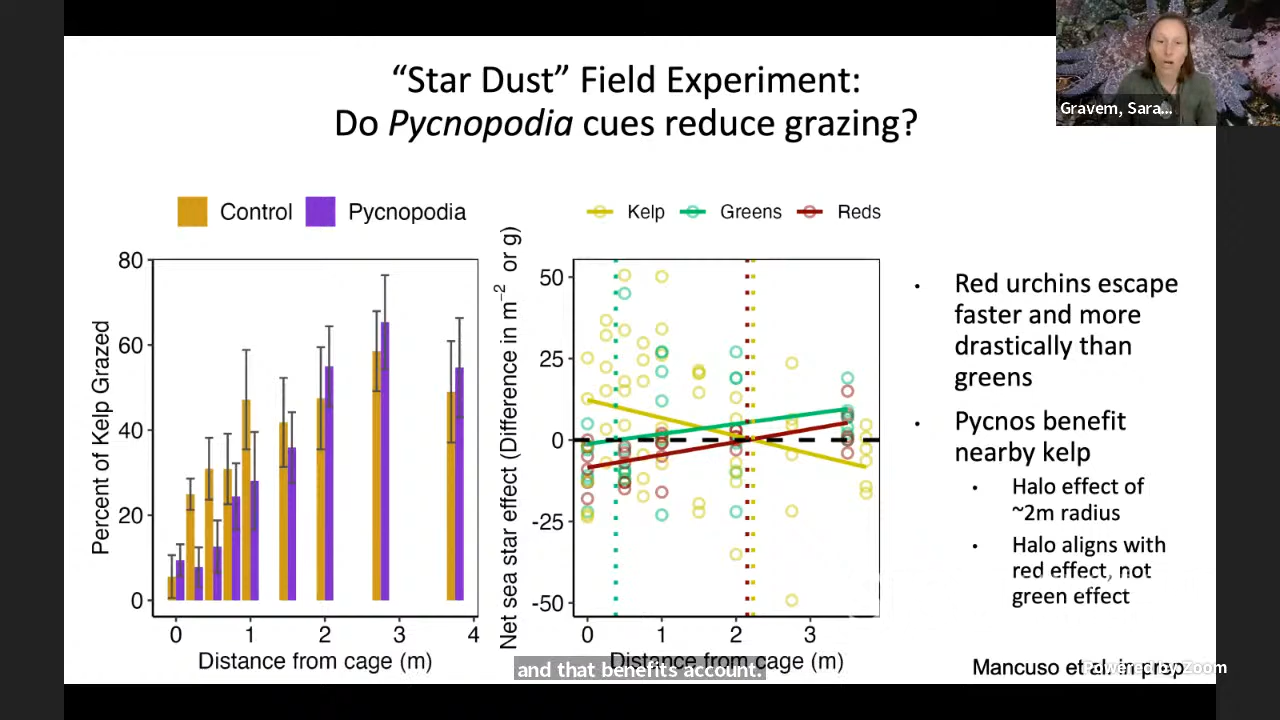 “Star Dust” Field Experiment:
Do Pycnopodia cues reduce grazing?
Gravem, Sara...
Control
Pycnopodia
Percent of Kelp Grazed
80
60
40
20
0
0
1
2
3
4
Distance from cage (m)
Kelp
Greens
Reds
Net sea star effect (Difference in m⁻² or g)
50
25
0
-25
-50
0
1
2
3
Distance from cage (m)
• Red urchins escape
faster and more
drastically than
greens
• Pycnos benefit
nearby kelp
• Halo effect of
~2m radius
• Halo aligns with
red effect, not
green effect
and that benefits account.
Mancuso et al. in prep
Powered by Zoom